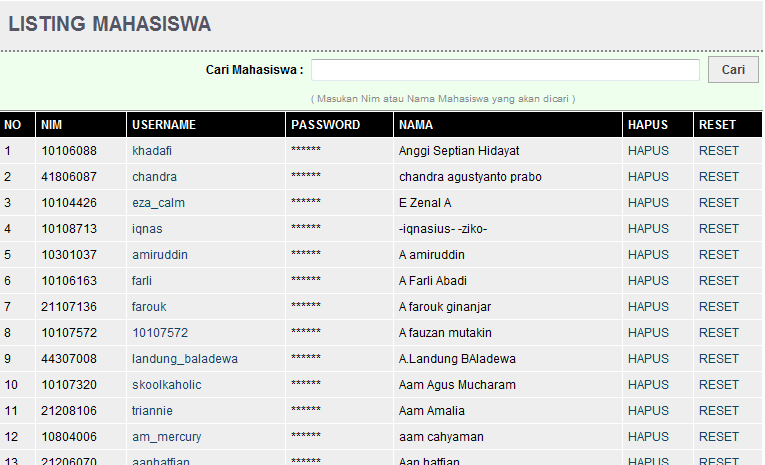 LISTING MAHASISWA
Cari Mahasiswa : Cari
( Masukan Nim atau Nama Mahasiswa yang akan dicari )
NO NIM USERNAME PASSWORD NAMA HAPUS RESET
1 10106088 khadafi ****** Anggi Septian Hidayat HAPUS RESET
2 41806087 chandra ****** chandra agustyanto prabo HAPUS RESET
3 10104426 eza_calm ****** E Zenal A HAPUS RESET
4 10108713 iqnas ****** -iqnasius- -ziko- HAPUS RESET
5 10301037 amiruddin ****** A amiruddin HAPUS RESET
6 10106163 farli ****** A Farli Abadi HAPUS RESET
7 21107136 farouk ****** A farouk ginanjar HAPUS RESET
8 10107572 10107572 ****** A fauzan mutakin HAPUS RESET
9 44307008 landung_baladewa ****** A.Landung BAladewa HAPUS RESET
10 10107320 skoolkaholic ****** Aam Agus Mucharam HAPUS RESET
11 21208106 triannie ****** Aam Amalia HAPUS RESET
12 10804006 am_mercury ****** aam cahyaman HAPUS RESET
13 21206070 aanhatfian ****** Aan hatfian HAPUS RESET